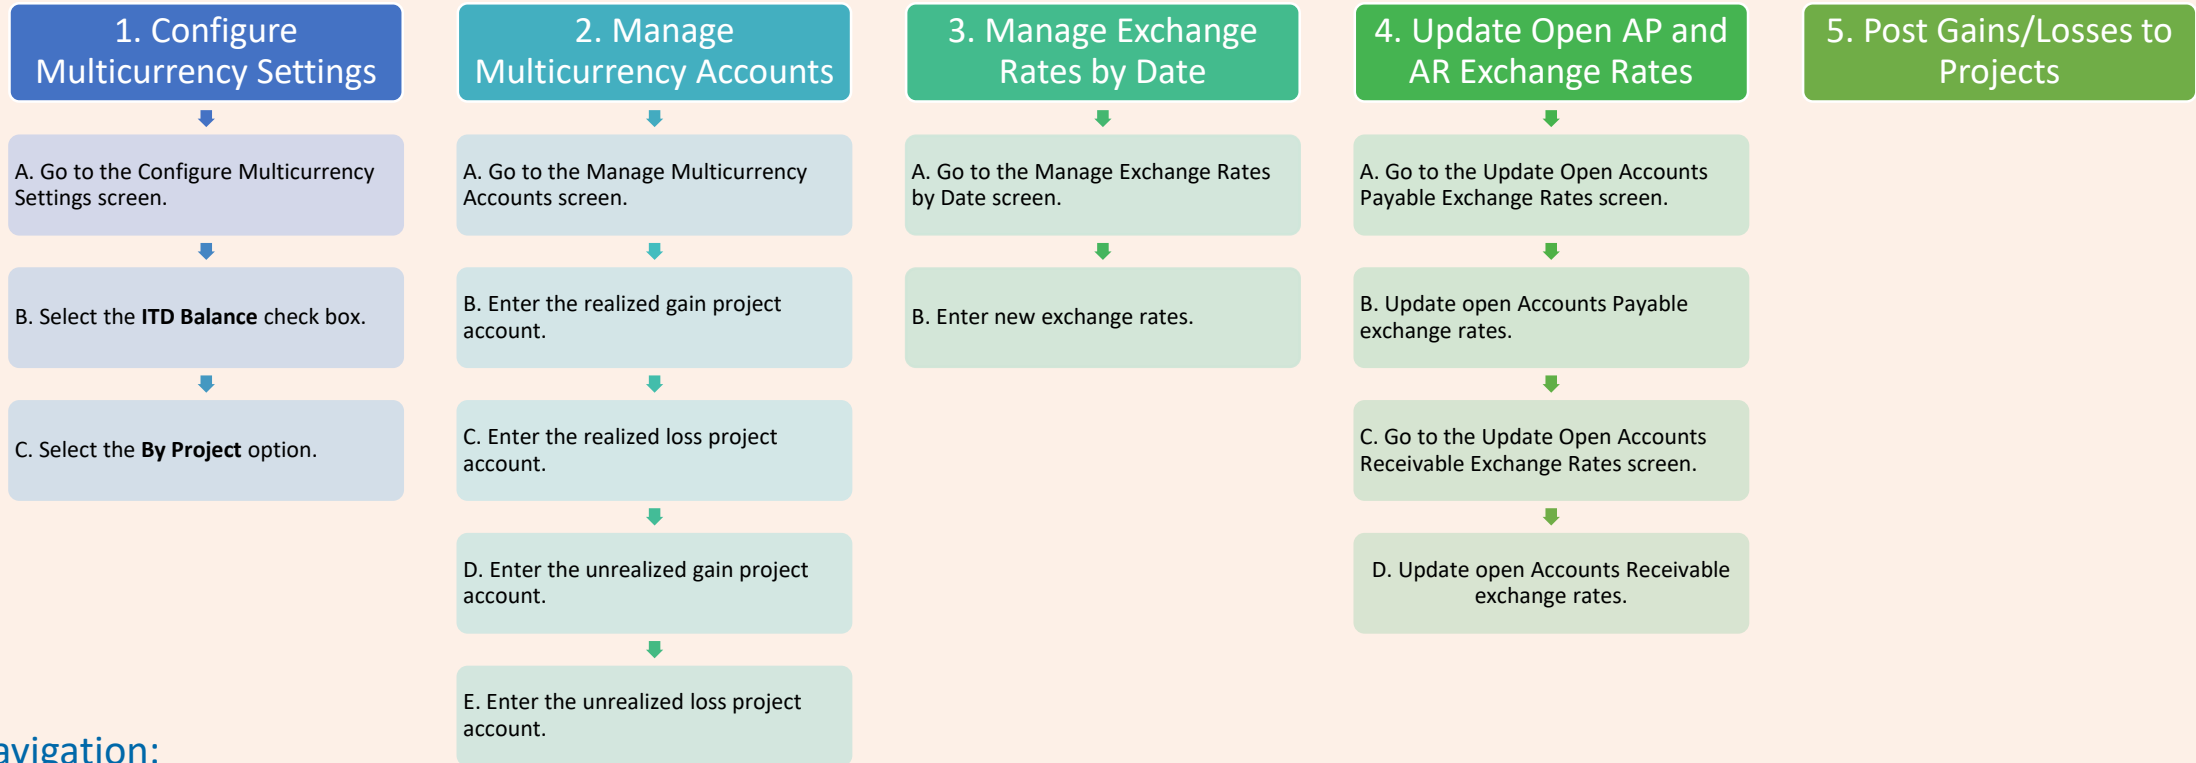 1. Configure
Multicurrency Settings
A. Go to the Configure Multicurrency
Settings screen.
B. Select the ITD Balance check box.
C. Select the By Project option.
2. Manage
Multicurrency Accounts
A. Go to the Manage Multicurrency
Accounts screen.
B. Enter the realized gain project
account.
C. Enter the realized loss project
account.
D. Enter the unrealized gain project
account.
E. Enter the unrealized loss project
account.
3. Manage Exchange
Rates by Date
A. Go to the Manage Exchange Rates
by Date screen.
B. Enter new exchange rates.
4. Update Open AP and
AR Exchange Rates
A. Go to the Update Open Accounts
Payable Exchange Rates screen.
B. Update open Accounts Payable
exchange rates.
C. Go to the Update Open Accounts
Receivable Exchange Rates screen.
D. Update open Accounts Receivable
exchange rates.
5. Post Gains/Losses to
Projects
avigation: